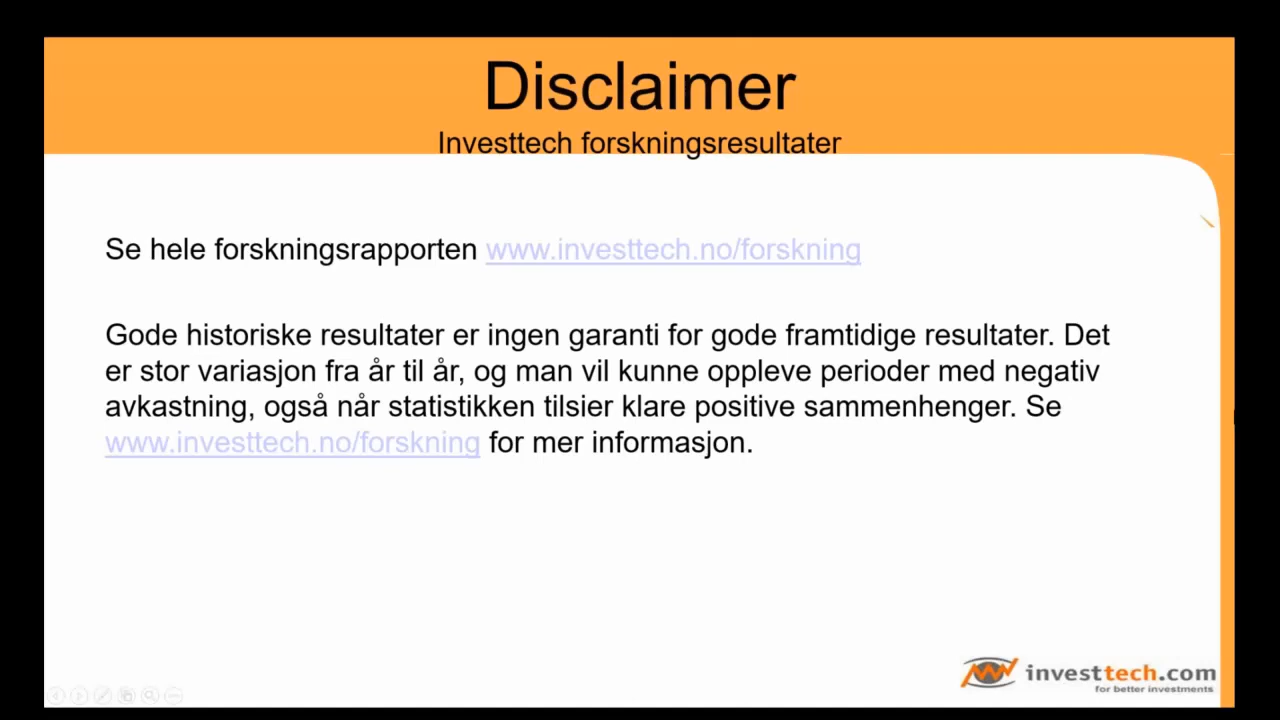 Disclaimer
Investtech forskningsresultater
Se hele forskningsrapporten www.investtech.no/forskning
Gode historiske resultater er ingen garanti for gode framtidige resultater. Det
er stor variasjon fra år til år, og man vil kunne oppleve perioder med negativ
avkastning, også når statistikken tilsier klare positive sammenhenger. Se
www.investtech.no/forskning for mer informasjon.
investtech.com
for better investments